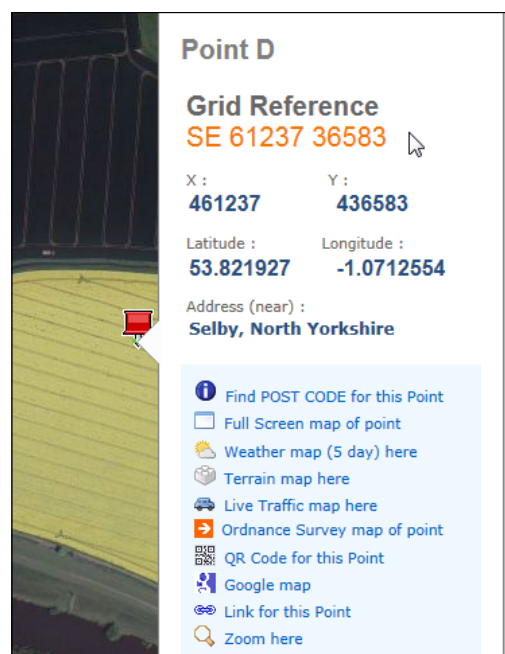 Point D
Grid Reference
SE 61237 36583
X : Y :
461237 436583
Latitude : Longitude :
53.821927 -1.0712554
Address (near) :
Selby, North Yorkshire
Find POST CODE for this Point
Full Screen map of point
Weather map (5 day) here
Terrain map here
Live Traffic map here
Ordnance Survey map of point
QR Code for this Point
Google map
Link for this Point
Zoom here